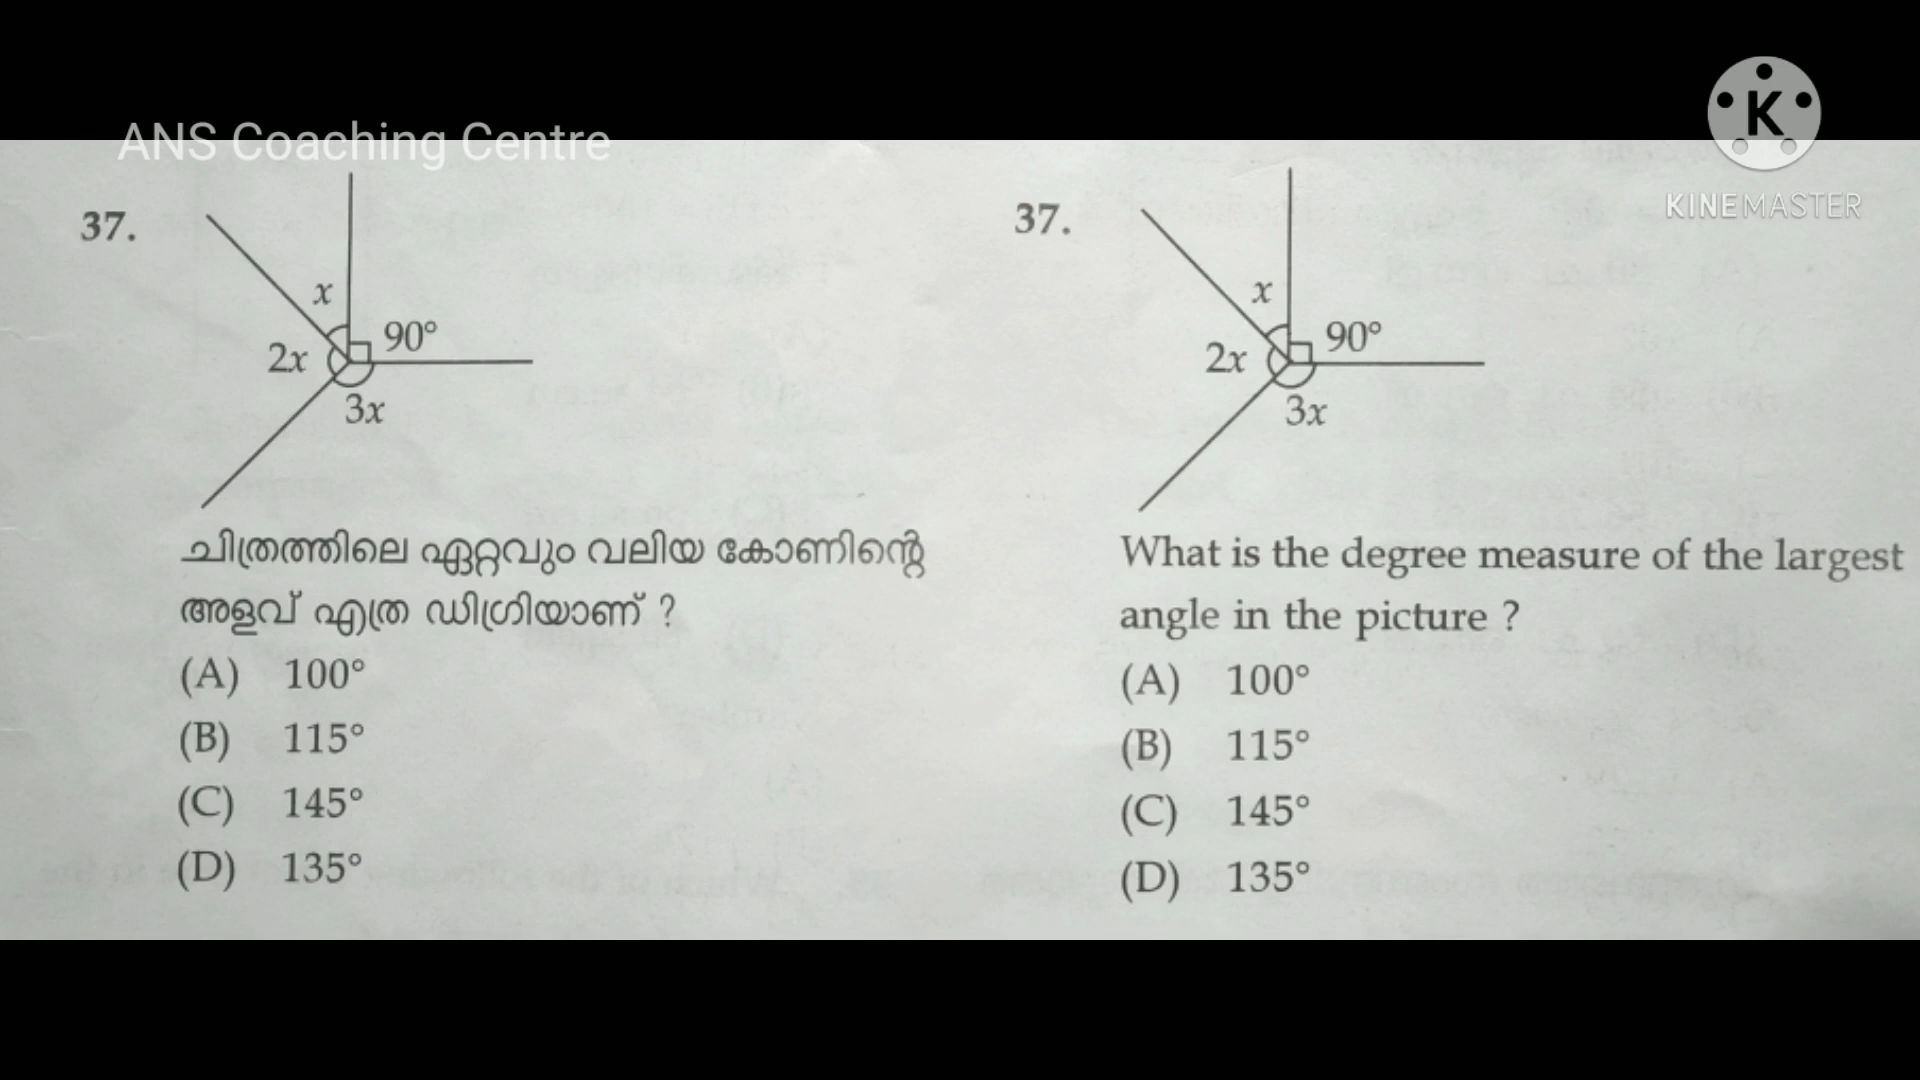 ANS Coaching Centre
K
KINEMASTER
37.
x
90°
2x
3x
ചിത്രത്തിലെ ഏറ്റവും വലിയ കോണിന്റെ
അളവ് എത്ര ഡിഗ്രിയാണ് ?
(A) 100°
(B) 115°
(C) 145°
(D) 135°
37.
x
90°
2x
3x
What is the degree measure of the largest
angle in the picture ?
(A) 100°
(B) 115°
(C) 145°
(D) 135°